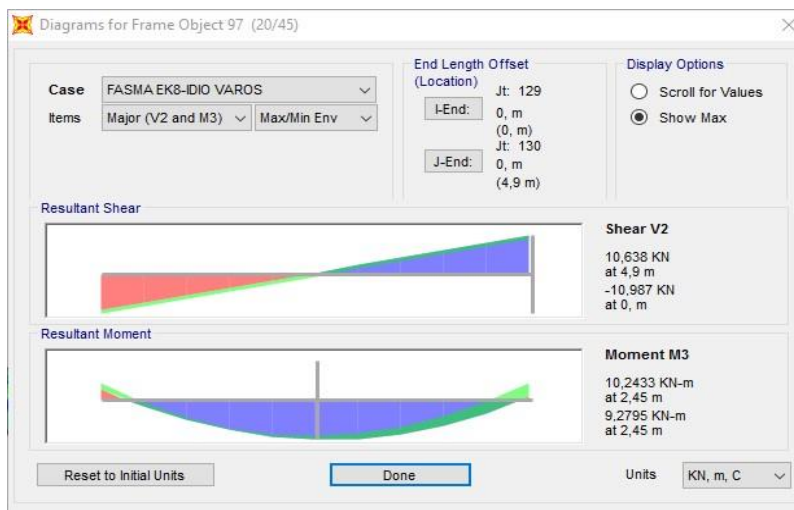 Diagrams for Frame Object 97 (20/45)
Case FASMA EK8-IDIO VAROS
Items Major (V2 and M3) Max/Min Env
End Length Offset
(Location)
I-End: Jt: 129
0, m
(0, m)
J-End: Jt: 130
0, m
(4,9 m)
Display Options
Scroll for Values
Show Max
Resultant Shear
Shear V2
10,638 KN
at 4,9 m
-10,987 KN
at 0, m
Resultant Moment
Moment M3
10,2433 KN-m
at 2,45 m
9,2795 KN-m
at 2,45 m
Reset to Initial Units Done Units KN, m, C